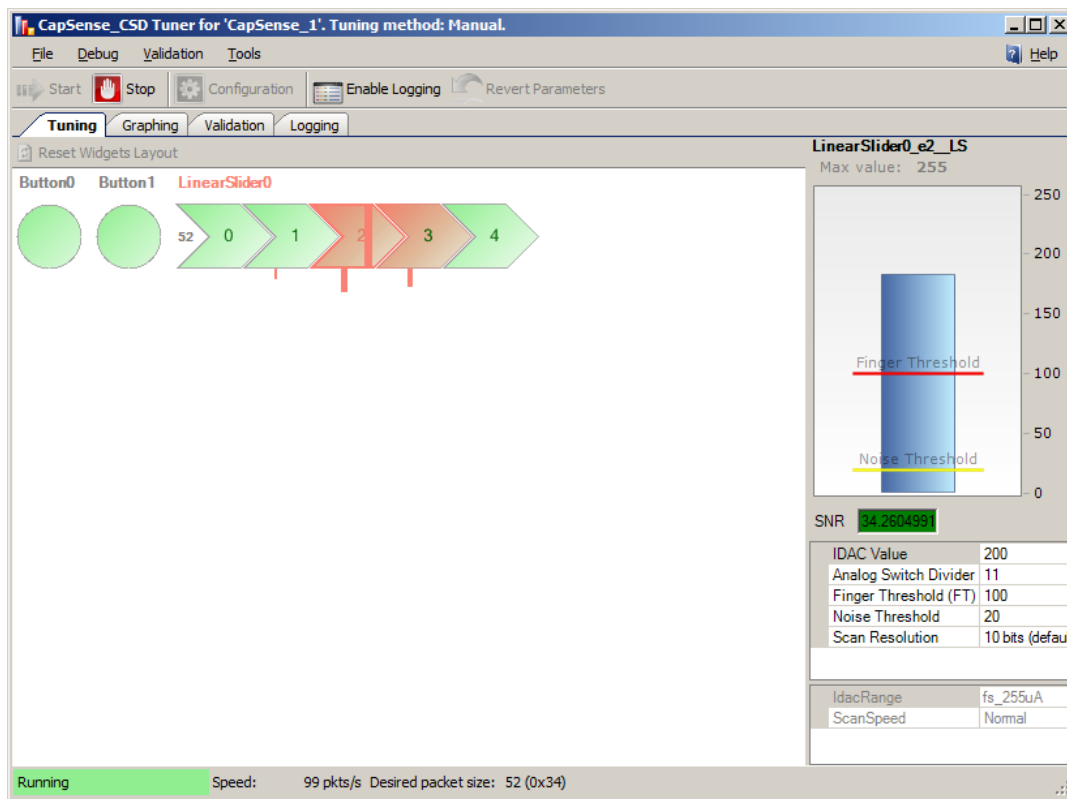 CapSense_CSD Tuner for 'CapSense_1'. Tuning method: Manual.
File Debug Validation Tools Help
Start Stop Configuration Enable Logging Revert Parameters
Tuning Graphing Validation Logging
Reset Widgets Layout
Button0 Button1 LinearSlider0
52 0 1 2 3 4
LinearSlider0_e2__LS
Max value: 255
250
200
150
Finger Threshold
100
50
Noise Threshold
0
SNR 34.2604991
IDAC Value 200
Analog Switch Divider 11
Finger Threshold (FT) 100
Noise Threshold 20
Scan Resolution 10 bits (defau
IdacRange fs_255uA
ScanSpeed Normal
Running Speed: 99 pkts/s Desired packet size: 52 (0x34)